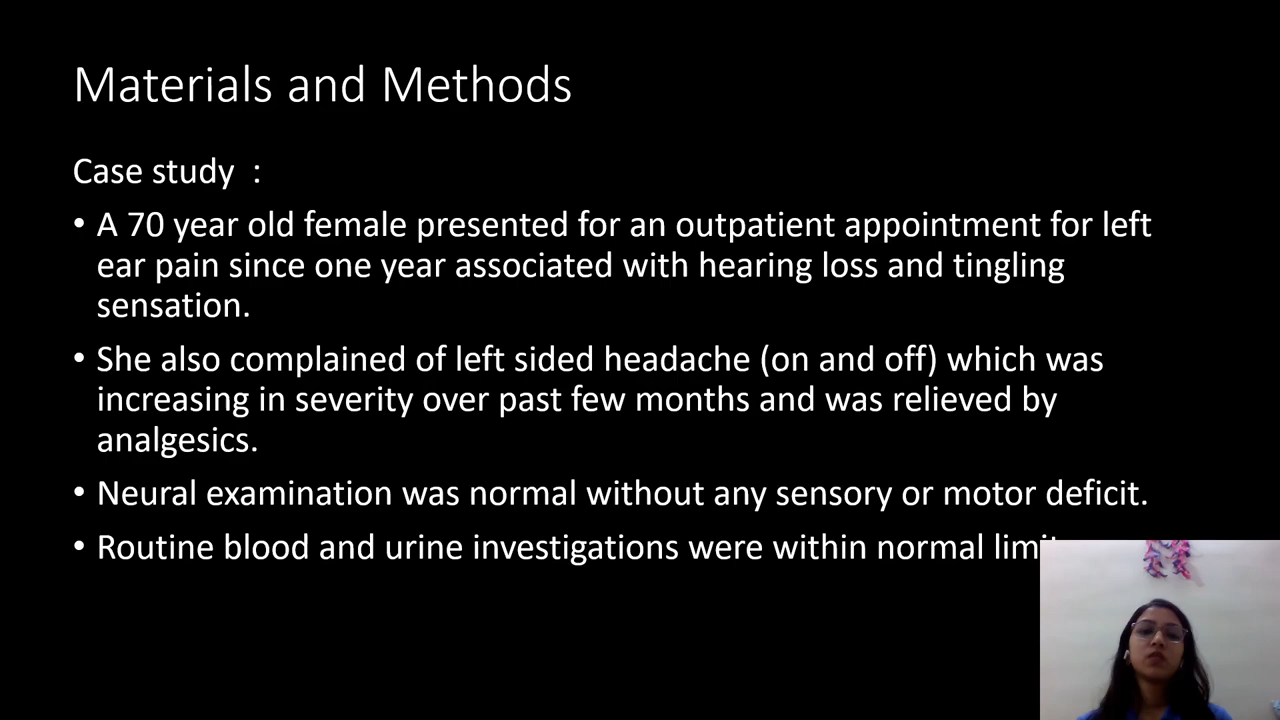 Materials and Methods
Case study :
• A 70 year old female presented for an outpatient appointment for left
ear pain since one year associated with hearing loss and tingling
sensation.
• She also complained of left sided headache (on and off) which was
increasing in severity over past few months and was relieved by
analgesics.
• Neural examination was normal without any sensory or motor deficit.
• Routine blood and urine investigations were within normal